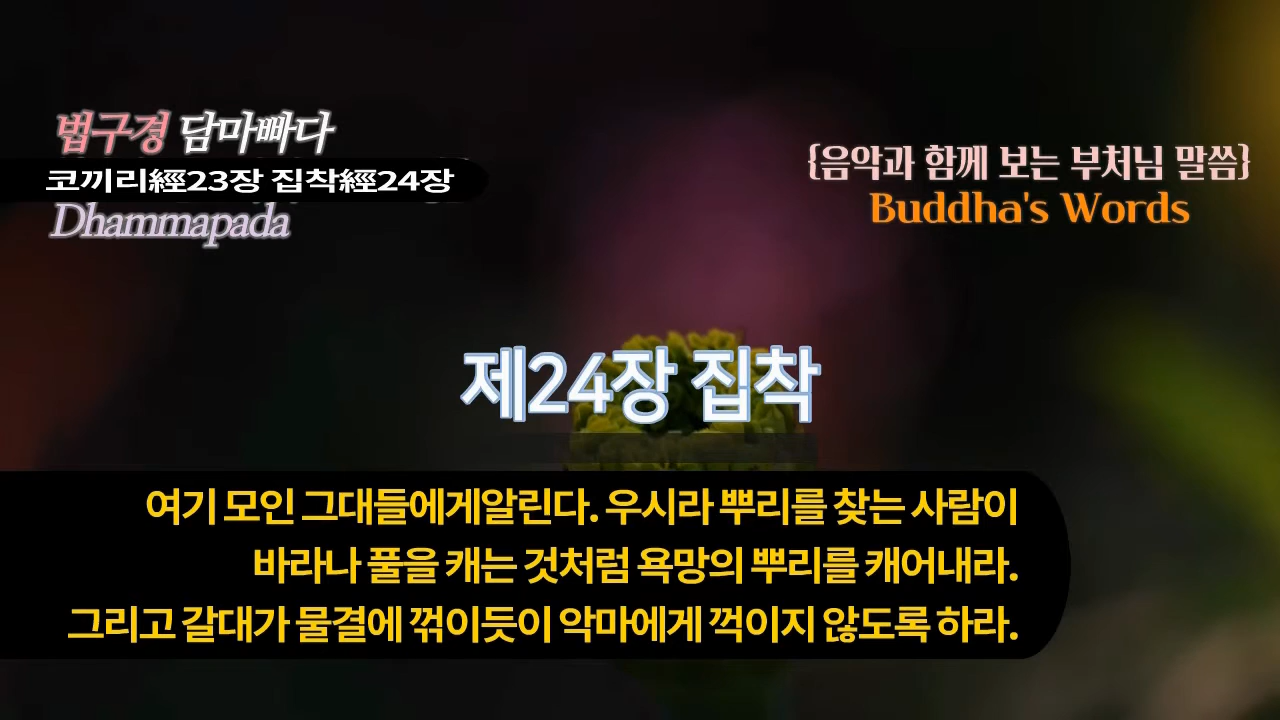 법구경 담마빠다
코끼리經23장 집착經24장
Dhammapada
{음악과 함께 보는 부처님 말씀}
Buddha's Words
제24장 집착
여기 모인 그대들에게알린다. 우시라 뿌리를 찾는 사람이
바라나 풀을 캐는 것처럼 욕망의 뿌리를 캐어내라.
그리고 갈대가 물결에 꺾이듯이 악마에게 꺽이지 않도록 하라.